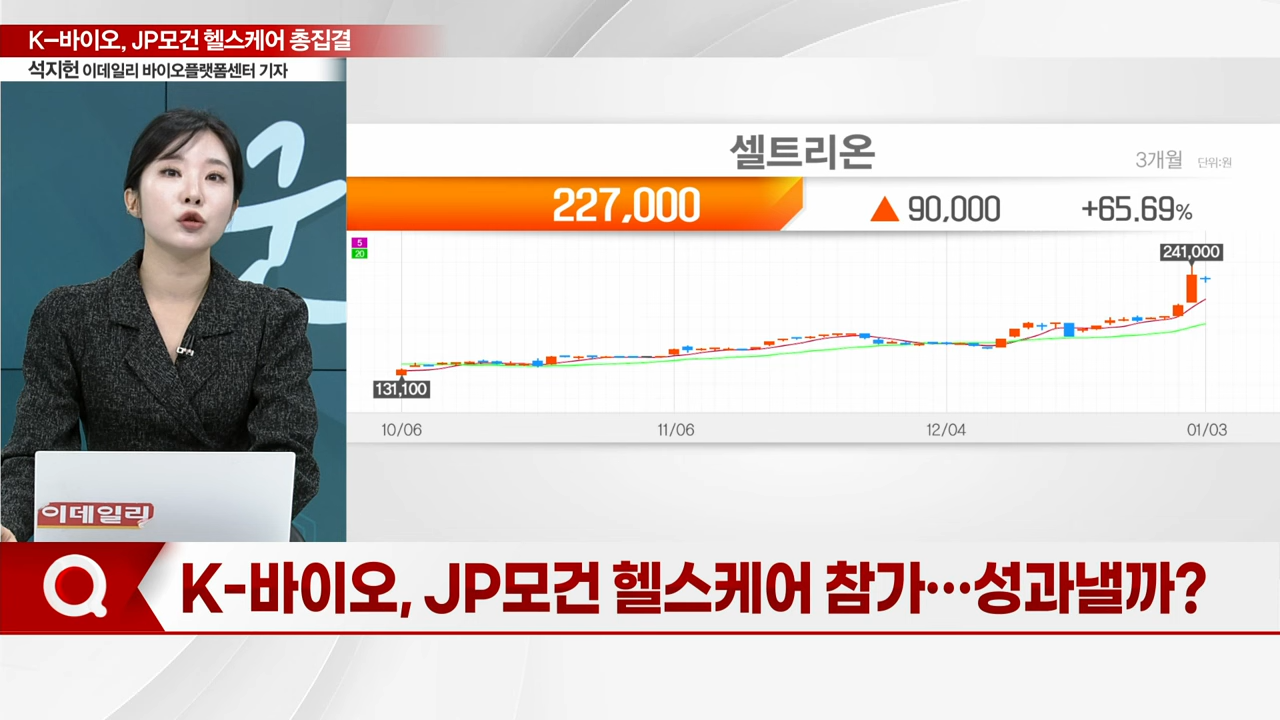 K-바이오, JP모건 헬스케어 총집결
석지헌 이데일리 바이오플랫폼센터 기자
셀트리온
3개월 단위:원
227,000 ▲ 90,000 +65.69%
5
20
241,000
131,100
10/06 11/06 12/04 01/03
이데일리
Q K-바이오, JP모건 헬스케어 참가…성과낼까?